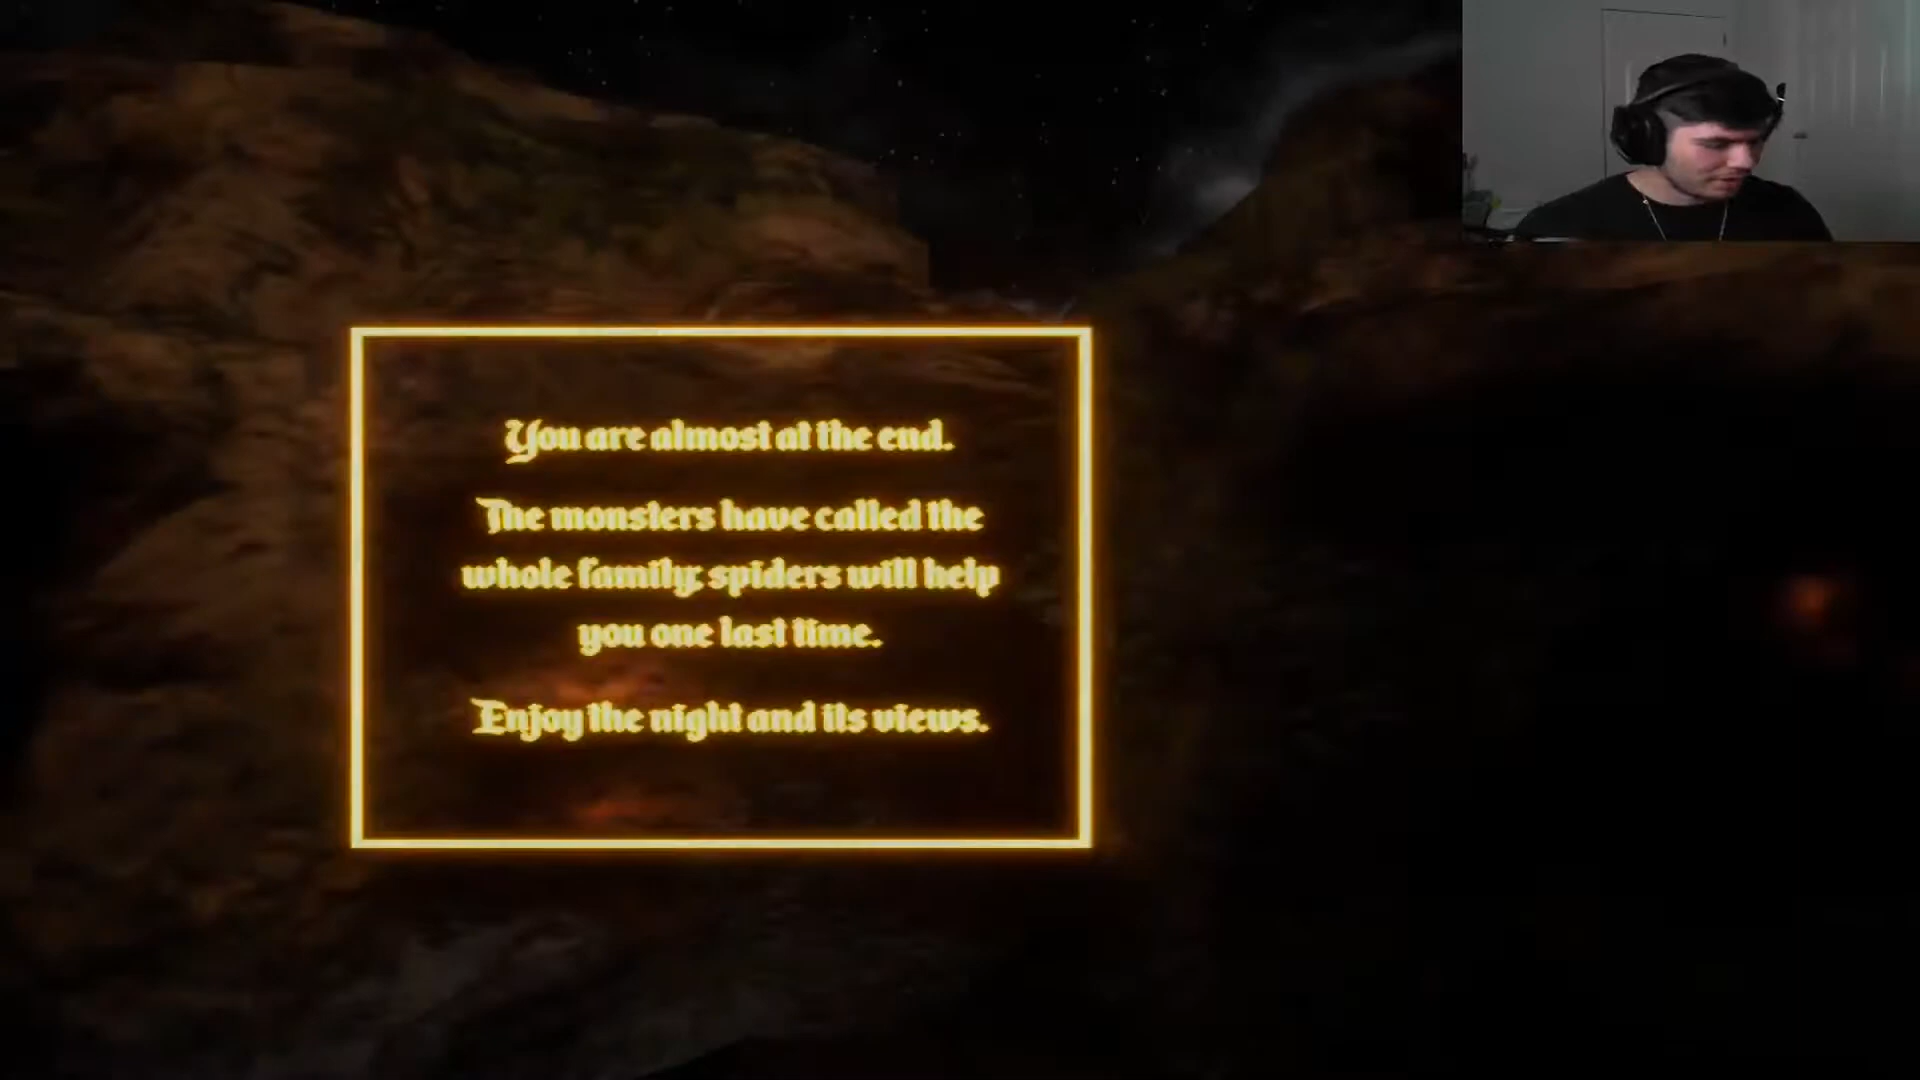 You are almost at the end.
The monsters have called the
whole family; spiders will help
you one last time.
Enjoy the night and its views.